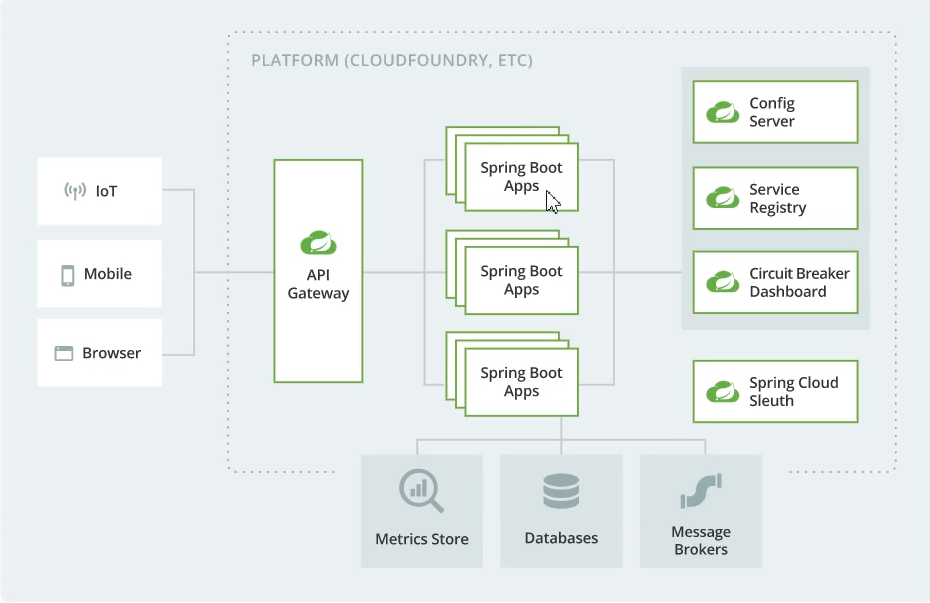 PLATFORM (CLOUDFOUNDRY, ETC)
IoT
Mobile
Browser
API
Gateway
Spring Boot
Apps
Spring Boot
Apps
Spring Boot
Apps
Config
Server
Service
Registry
Circuit Breaker
Dashboard
Spring Cloud
Sleuth
Metrics Store
Databases
Message
Brokers